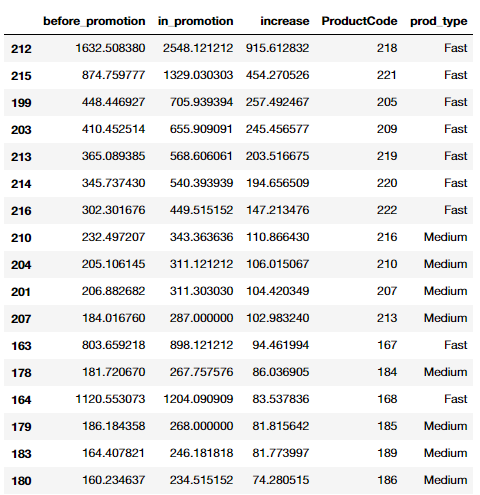 before_promotion in_promotion increase ProductCode prod_type
212 1632.508380 2548.121212 915.612832 218 Fast
215 874.759777 1329.030303 454.270526 221 Fast
199 448.446927 705.939394 257.492467 205 Fast
203 410.452514 655.909091 245.456577 209 Fast
213 365.089385 568.606061 203.516675 219 Fast
214 345.737430 540.393939 194.656509 220 Fast
216 302.301676 449.515152 147.213476 222 Fast
210 232.497207 343.363636 110.866430 216 Medium
204 205.106145 311.121212 106.015067 210 Medium
201 206.882682 311.303030 104.420349 207 Medium
207 184.016760 287.000000 102.983240 213 Medium
163 803.659218 898.121212 94.461994 167 Fast
178 181.720670 267.757576 86.036905 184 Medium
164 1120.553073 1204.090909 83.537836 168 Fast
179 186.184358 268.000000 81.815642 185 Medium
183 164.407821 246.181818 81.773997 189 Medium
180 160.234637 234.515152 74.280515 186 Medium